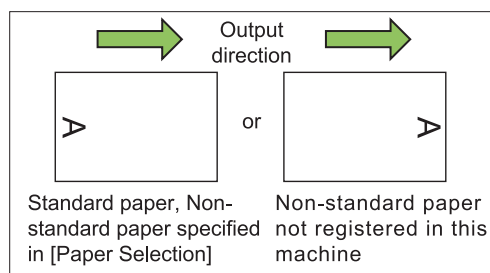 Output
direction
A
or
A
Standard paper, Non-
standard paper specified
in [Paper Selection]
Non-standard paper
not registered in this
machine